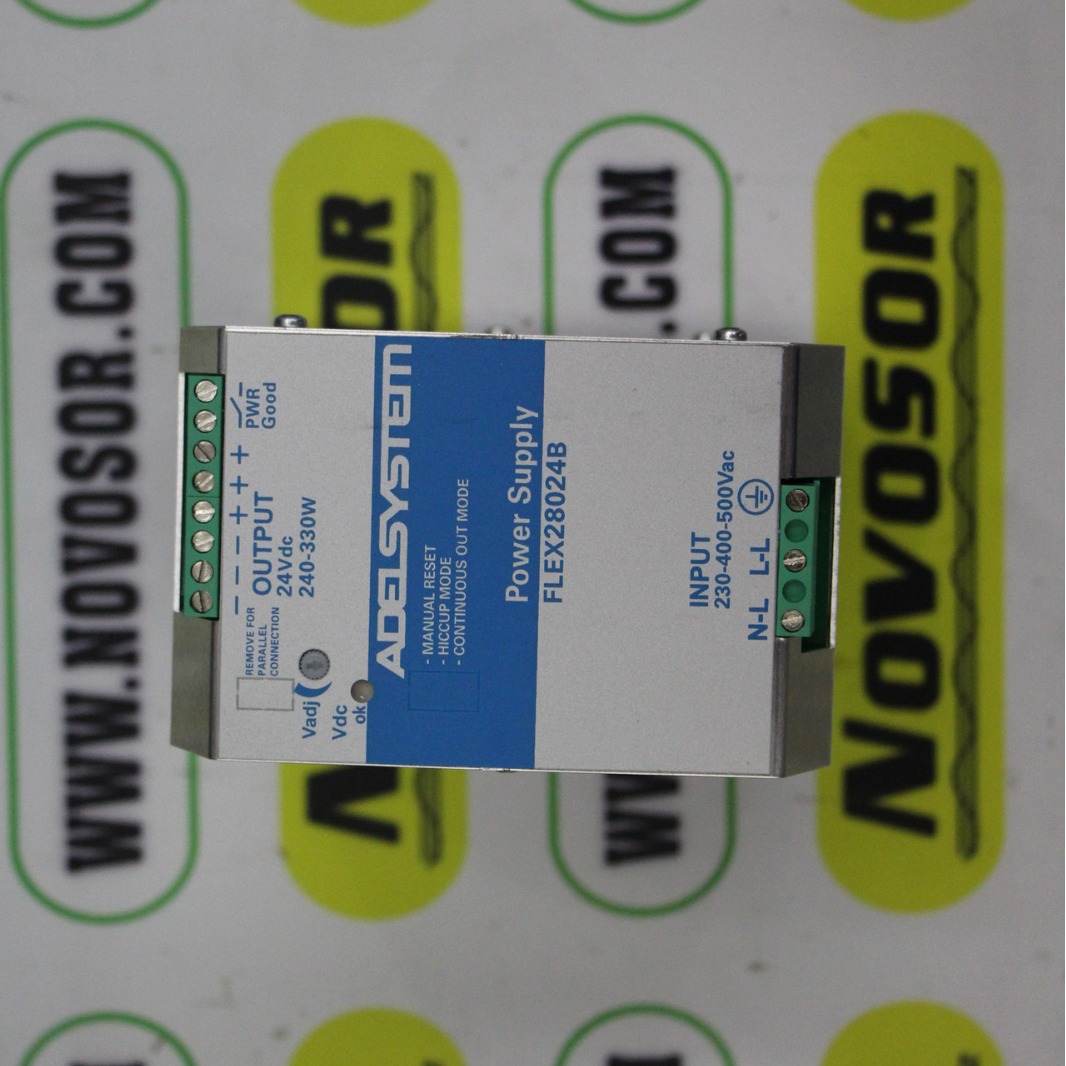 PWR
Good
- - - + + +
OUTPUT
24Vdc
240-330W
REMOVE FOR
PARALLEL
CONNECTION
Vadj
Vdc
ok
ADELSYSTEM
- MANUAL RESET
- HICCUP MODE
- CONTINUOUS OUT MODE
Power Supply
FLEX28024B
INPUT
230-400-500Vac
N-L L-L
WWW.NOVOSOR.COM
NOVOSOR